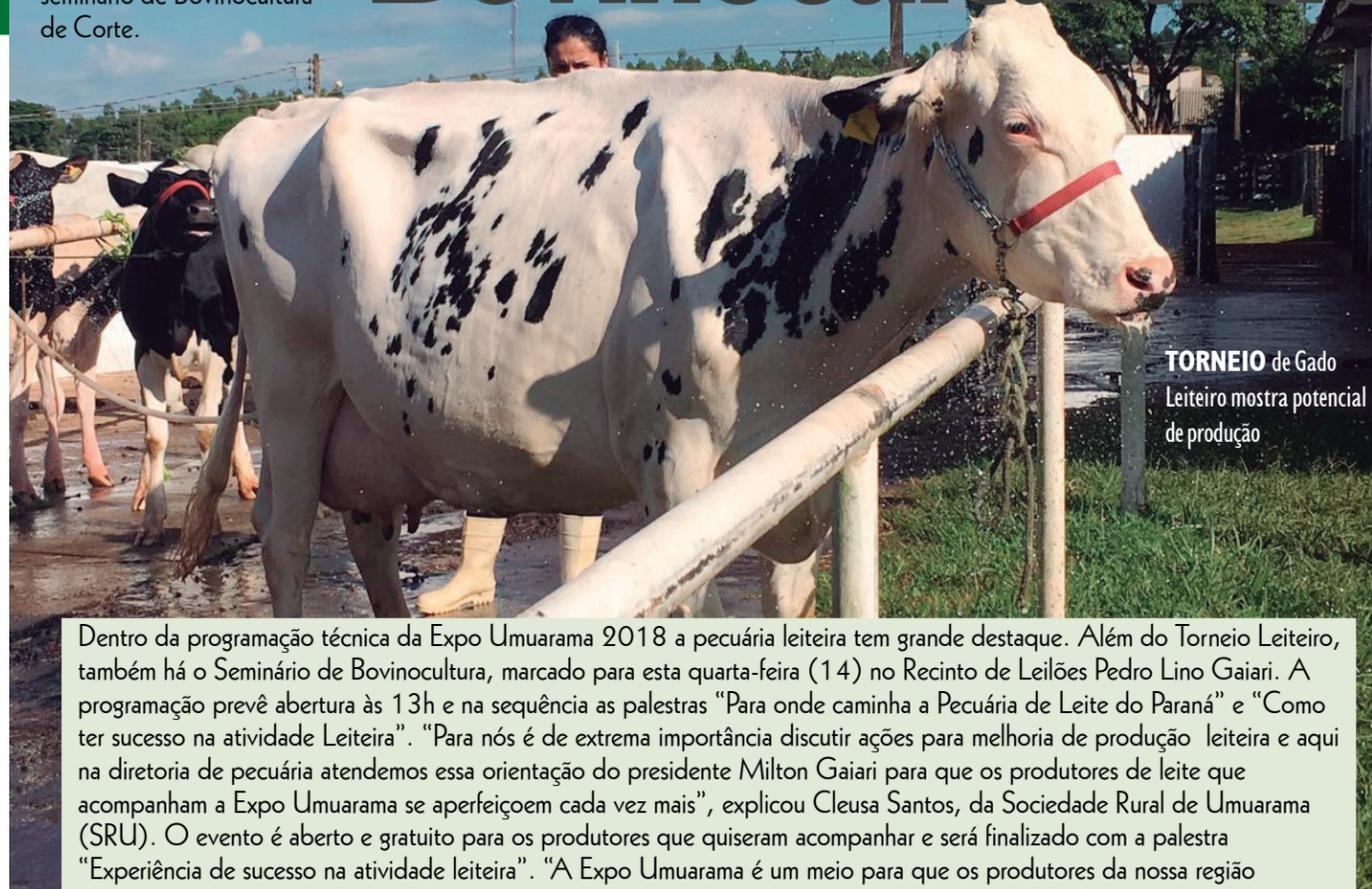 seminário de Bovinocultura
de Corte.
TORNEIO de Gado
Leiteiro mostra potencial
de produção
Dentro da programação técnica da Expo Umuarama 2018 a pecuária leiteira tem grande destaque. Além do Torneio Leiteiro,
também há o Seminário de Bovinocultura, marcado para esta quarta-feira (14) no Recinto de Leilões Pedro Lino Gaiari. A
programação prevê abertura às 13h e na sequência as palestras “Para onde caminha a Pecuária de Leite do Paraná” e “Como
ter sucesso na atividade Leiteira”. “Para nós é de extrema importância discutir ações para melhoria de produção  leiteira e aqui
na diretoria de pecuária atendemos essa orientação do presidente Milton Gaiari para que os produtores de leite que
acompanham a Expo Umuarama se aperfeiçoem cada vez mais”, explicou Cleusa Santos, da Sociedade Rural de Umuarama
(SRU). O evento é aberto e gratuito para os produtores que quiseram acompanhar e será finalizado com a palestra
“Experiência de sucesso na atividade leiteira”. “A Expo Umuarama é um meio para que os produtores da nossa região